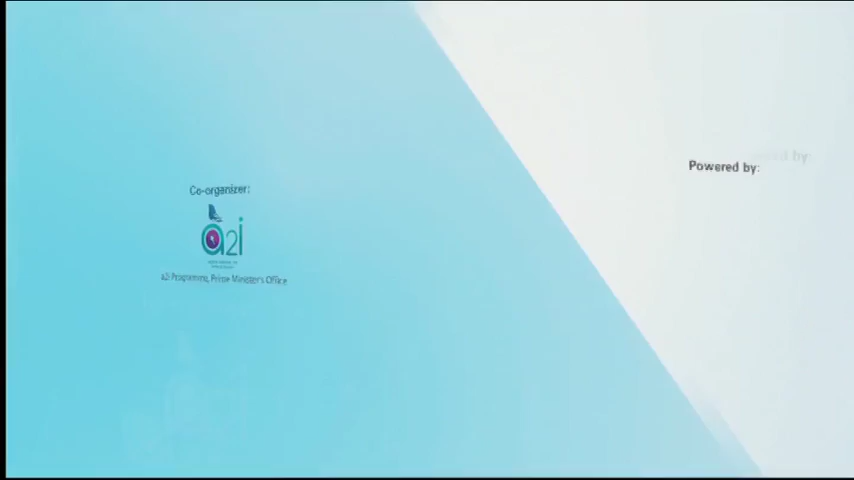 Co-organizer:
a2i
a2i Programme, Prime Minister's Office
Powered by: